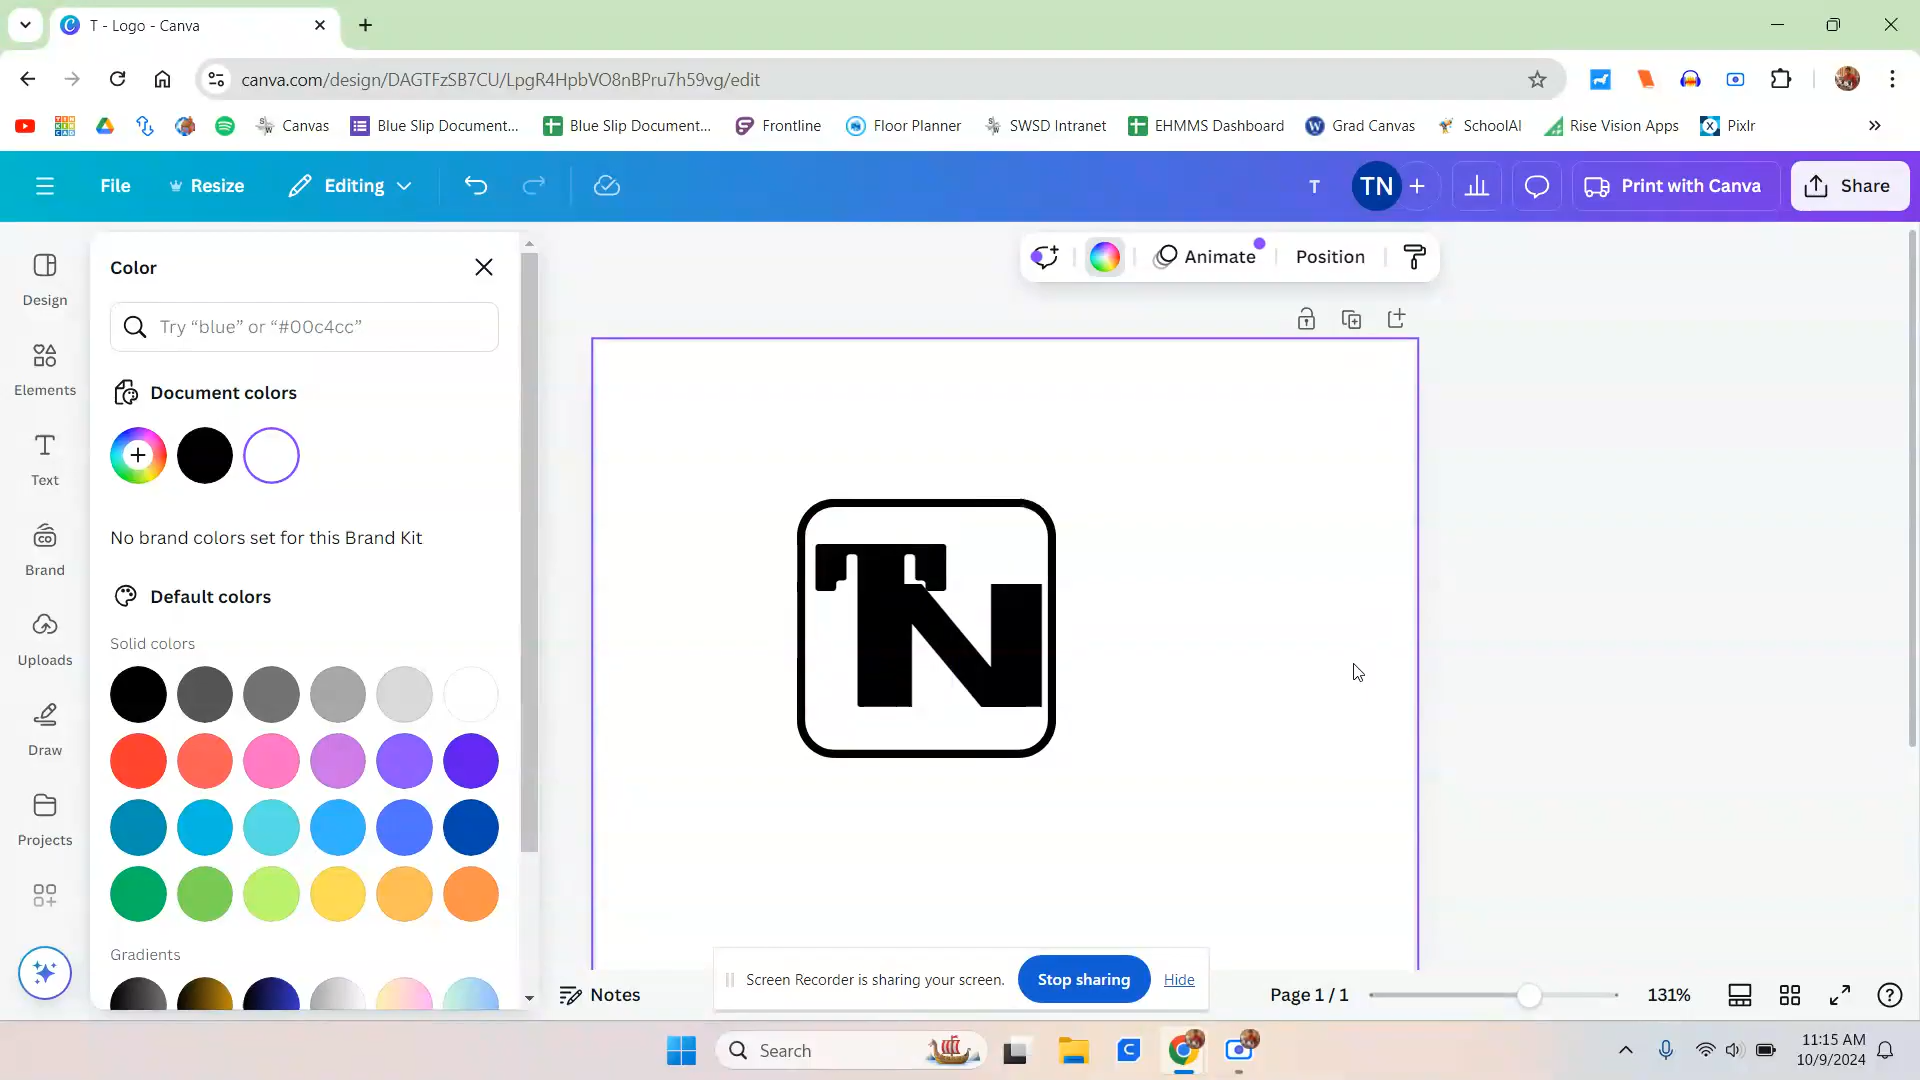 T - Logo - Canva
canva.com/design/DAGTFzSB7CU/LpgR4HpbVO8nBPru7h59vg/edit
Canvas
Blue Slip Document...
Blue Slip Document...
Frontline
Floor Planner
SWSD Intranet
EHMMS Dashboard
Grad Canvas
SchoolAI
Rise Vision Apps
Pixlr
File
Resize
Editing
T
TN
Print with Canva
Share
Design
Elements
Text
Brand
Uploads
Draw
Projects
Color
Try “blue” or “#00c4cc”
Document colors
No brand colors set for this Brand Kit
Default colors
Solid colors
Gradients
Animate
Position
TN
Notes
Screen Recorder is sharing your screen.
Stop sharing
Hide
Page 1 / 1
131%
Search
11:15 AM
10/9/2024